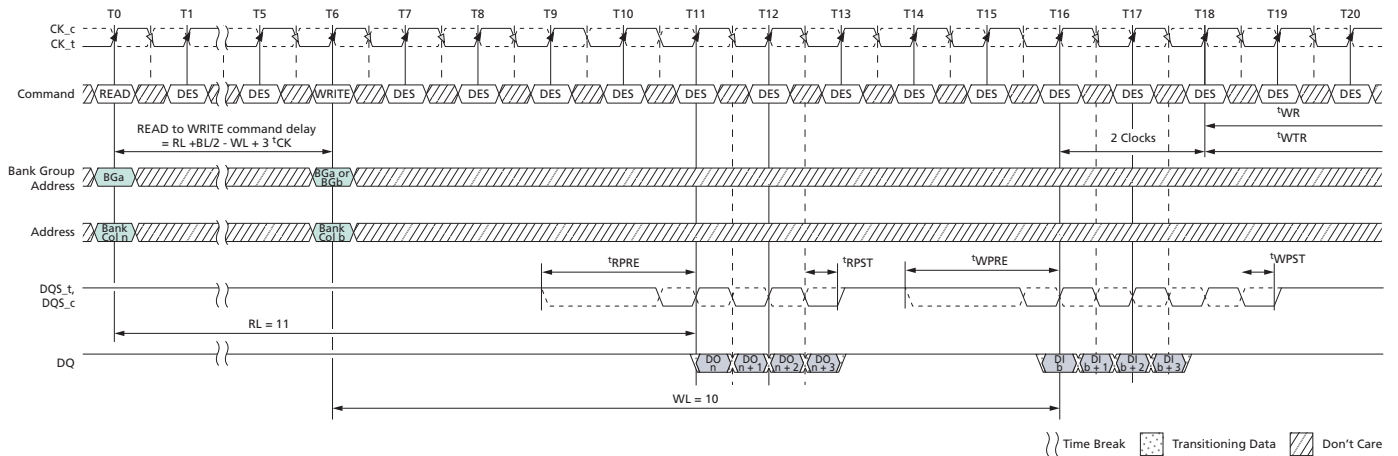 T0 T1 T5 T6 T7 T8 T9 T10 T11 T12 T13 T14 T15 T16 T17 T18 T19 T20
CK_c
CK_t
Command READ DES DES WRITE DES DES DES DES DES DES DES DES DES DES DES DES DES DES
tWR
READ to WRITE command delay
= RL +BL/2 - WL + 3 tCK
2 Clocks
tWTR
Bank Group
Address
BGa
BGa or
BGb
Address
Bank
Col n
Bank
Col b
tRPRE tRPST tWPRE tWPST
DQS_t,
DQS_c
RL = 11
DQ
DO
n
DO
n + 1
DO
n + 2
DO
n + 3
DI
b
DI
b + 1
DI
b + 2
DI
b + 3
WL = 10
Time Break Transitioning Data Don't Care